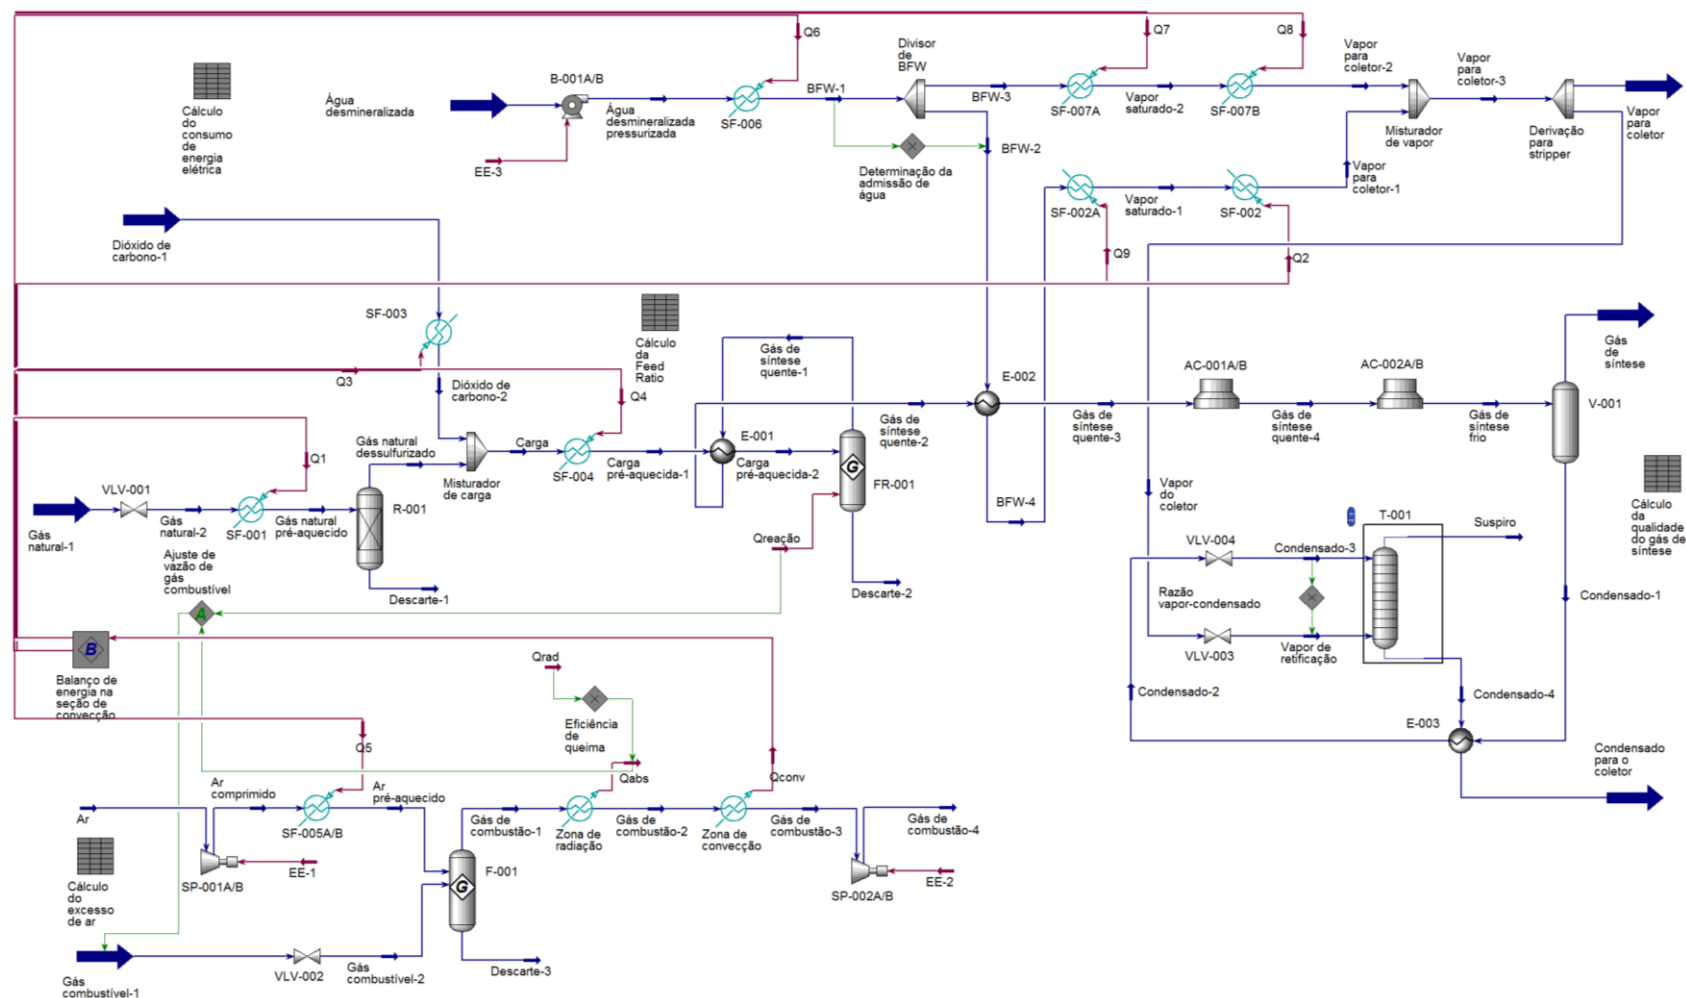 Q6
Q7
Q8
Divisor
de
BFW
Vapor
para
coletor-2
Vapor
para
coletor-3
B-001A/B
BFW-1
BFW-3
Cálculo
do
consumo
de
energia
elétrica
Água
desmineralizada
Água
desmineralizada
pressurizada
SF-006
SF-007A
Vapor
saturado-2
SF-007B
Misturador
de vapor
Derivação
para
stripper
Vapor
para
coletor
EE-3
Determinação da
admissão de
água
BFW-2
Vapor
para
coletor-1
SF-002A
Vapor
saturado-1
SF-002
Dióxido de
carbono-1
Q9
Q2
SF-003
Cálculo
da
Feed
Ratio
Gás de
síntese
quente-1
E-002
AC-001A/B
AC-002A/B
Gás
de
síntese
Q3
Dióxido de
carbono-2
Q4
Gás de
síntese
quente-2
Gás de
síntese
quente-3
Gás de
síntese
quente-4
Gás de
síntese
frio
V-001
Gás natural
dessulfurizado
Carga
E-001
Q1
Misturador
de carga
SF-004
Carga
pré-aquecida-1
Carga
pré-aquecida-2
G
FR-001
VLV-001
R-001
BFW-4
Vapor
do
coletor
Cálculo
da
qualidade
do gás de
síntese
Gás
natural-1
Gás
natural-2
SF-001
Gás natural
pré-aquecido
Qreação
VLV-004
Condensado-3
T-001
Suspiro
Ajuste de
vazão de
gás
combustível
A
Descarte-1
Descarte-2
Razão
vapor-condensado
Condensado-1
VLV-003
Vapor de
retificação
B
Balanço de
energia na
seção de
convecção
Qrad
Eficiência
de
queima
Condensado-2
Condensado-4
E-003
Q5
Qabs
Qconv
Condensado
para o
coletor
Ar
comprimido
Ar
pré-aquecido
Ar
SF-005A/B
Gás de
combustão-1
Zona de
radiação
Gás de
combustão-2
Zona de
convecção
Gás de
combustão-3
Gás de
combustão-4
Cálculo
do
excesso
de ar
SP-001A/B
EE-1
G
F-001
SP-002A/B
EE-2
Gás
combustível-1
VLV-002
Gás
combustível-2
Descarte-3